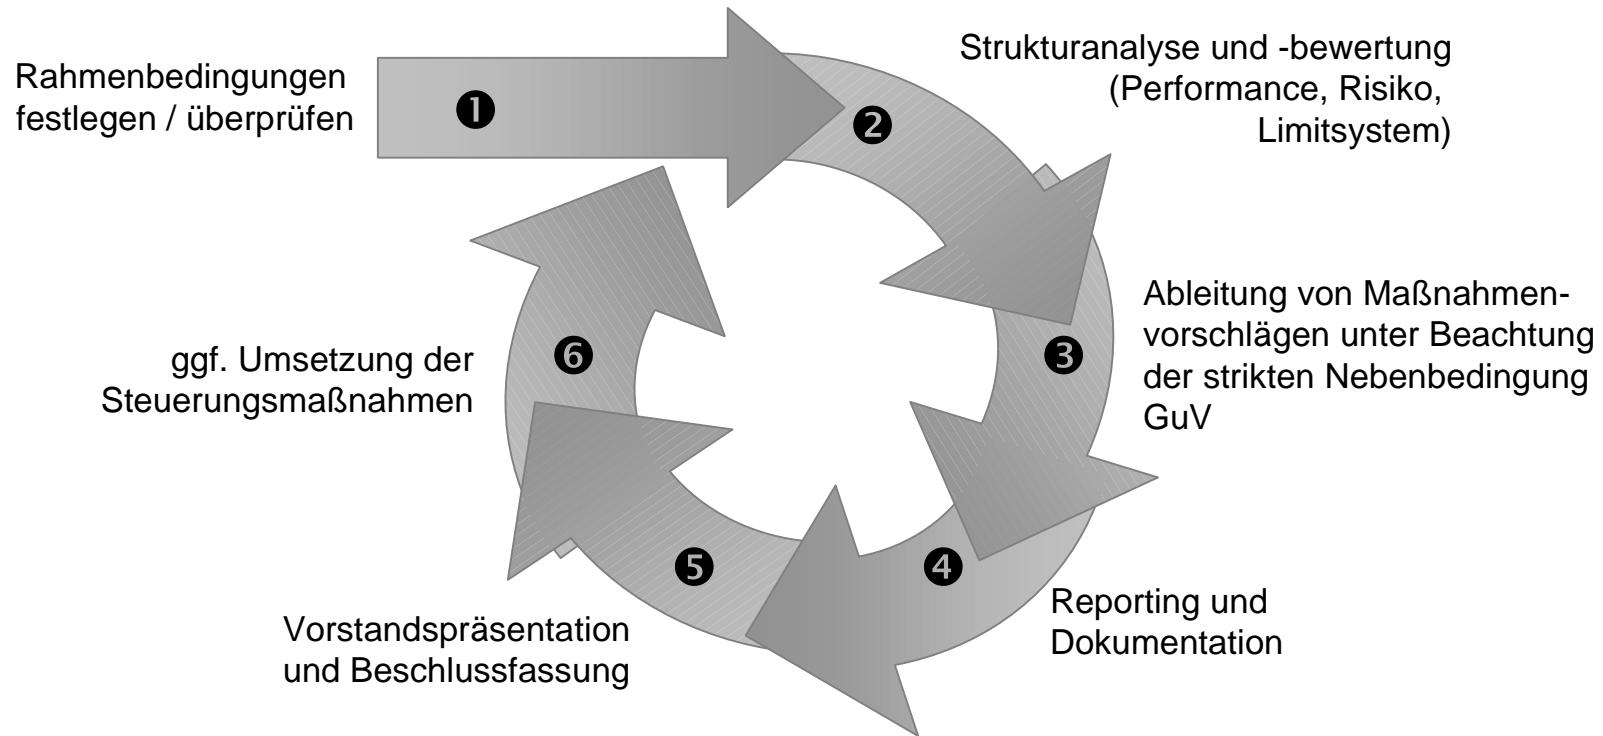 Rahmenbedingungen
festlegen / überprüfen
❶
❷
Strukturanalyse und -bewertung
(Performance, Risiko,
Limitsystem)
❸
Ableitung von Maßnahmen-
vorschlägen unter Beachtung
der strikten Nebenbedingung
GuV
❹
Reporting und
Dokumentation
❺
Vorstandspräsentation
und Beschlussfassung
❻
ggf. Umsetzung der
Steuerungsmaßnahmen